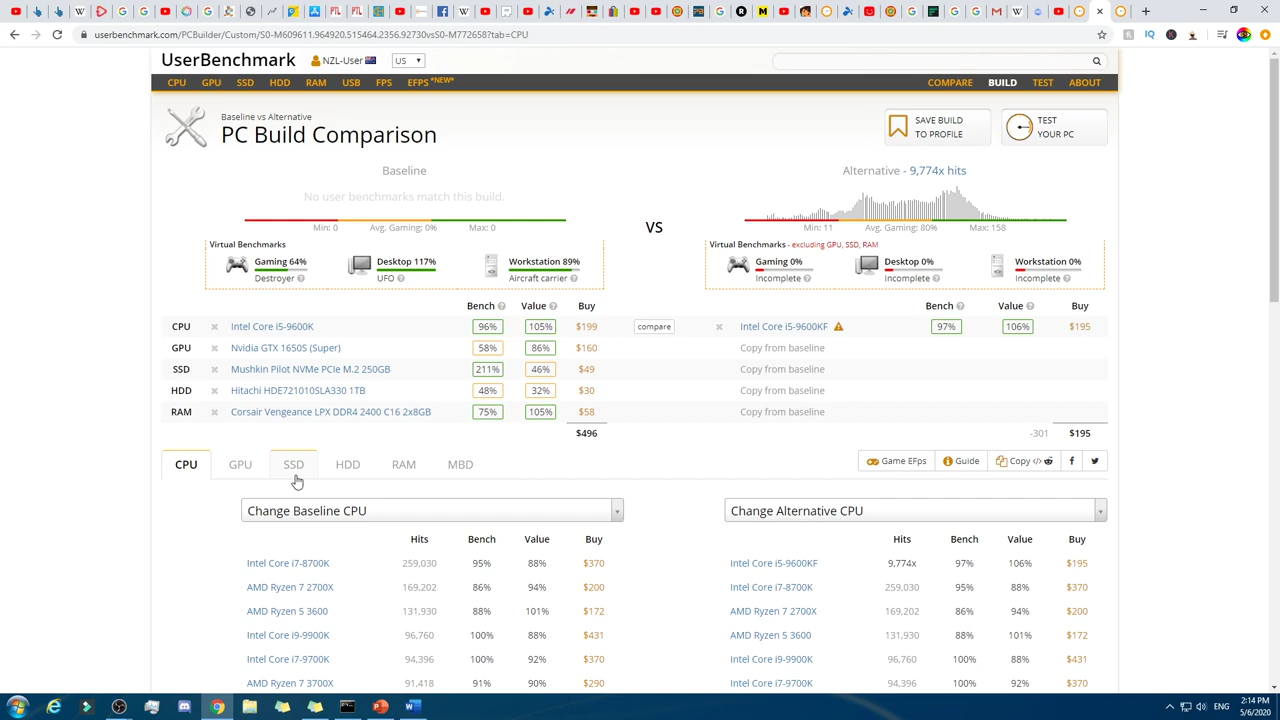 userbenchmark.com/PCBuilder/Custom/S0-M609611.964920.515464.2356.92730vsS0-M772658?tab=CPU
UserBenchmark
NZL-User
US
CPU GPU SSD HDD RAM USB FPS EFPS *NEW*
COMPARE BUILD TEST ABOUT
Baseline vs Alternative
PC Build Comparison
SAVE BUILD
TO PROFILE
TEST
YOUR PC
Baseline
Alternative - 9,774x hits
No user benchmarks match this build.
VS
Min: 0 Avg. Gaming: 0% Max: 0
Min: 11 Avg. Gaming: 80% Max: 158
Virtual Benchmarks
Virtual Benchmarks - excluding GPU, SSD, RAM
Gaming 64% Desktop 117% Workstation 89%
Destroyer UFO Aircraft carrier
Gaming 0% Desktop 0% Workstation 0%
Incomplete Incomplete Incomplete
Bench Value Buy
Bench Value Buy
CPU Intel Core i5-9600K 96% 105% $199 compare Intel Core i5-9600KF 97% 106% $195
GPU Nvidia GTX 1650S (Super) 58% 86% $160 Copy from baseline
SSD Mushkin Pilot NVMe PCIe M.2 250GB 211% 46% $49 Copy from baseline
HDD Hitachi HDE721010SLA330 1TB 48% 32% $30 Copy from baseline
RAM Corsair Vengeance LPX DDR4 2400 C16 2x8GB 75% 105% $58 Copy from baseline
$496 -301 $195
CPU GPU SSD HDD RAM MBD
Game EFps Guide Copy </>
Change Baseline CPU
Change Alternative CPU
Hits Bench Value Buy
Hits Bench Value Buy
Intel Core i7-8700K 259,030 95% 88% $370
Intel Core i5-9600KF 9,774x 97% 106% $195
AMD Ryzen 7 2700X 169,202 86% 94% $200
Intel Core i7-8700K 259,030 95% 88% $370
AMD Ryzen 5 3600 131,930 88% 101% $172
AMD Ryzen 7 2700X 169,202 86% 94% $200
Intel Core i9-9900K 96,760 100% 88% $431
AMD Ryzen 5 3600 131,930 88% 101% $172
Intel Core i7-9700K 94,396 100% 92% $370
Intel Core i9-9900K 96,760 100% 88% $431
AMD Ryzen 7 3700X 91,418 91% 90% $290
Intel Core i7-9700K 94,396 100% 92% $370
ENG
2:14 PM
5/6/2020